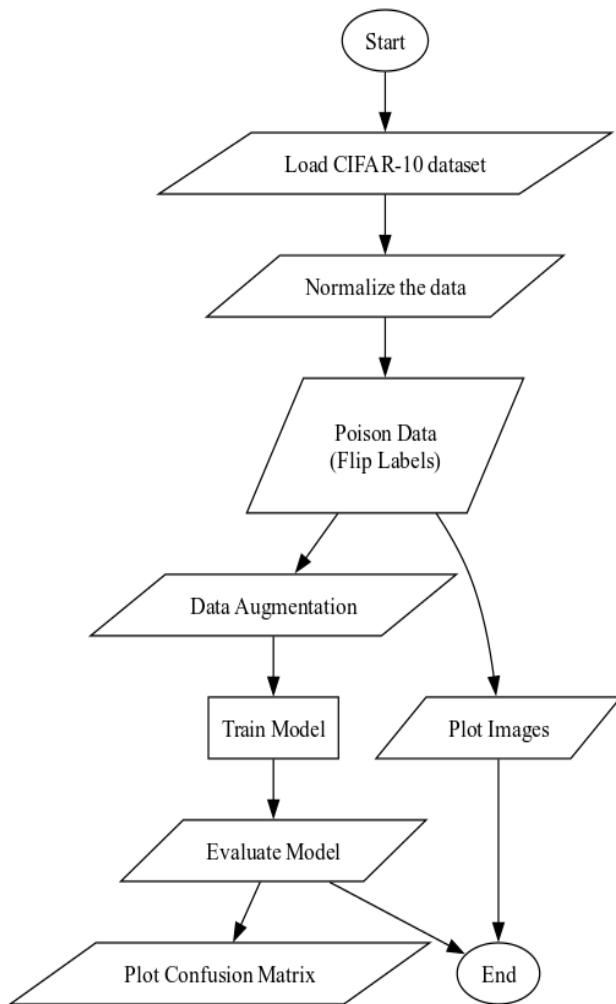 Start
Load CIFAR-10 dataset
Normalize the data
Poison Data
(Flip Labels)
Data Augmentation
Train Model
Plot Images
Evaluate Model
Plot Confusion Matrix
End